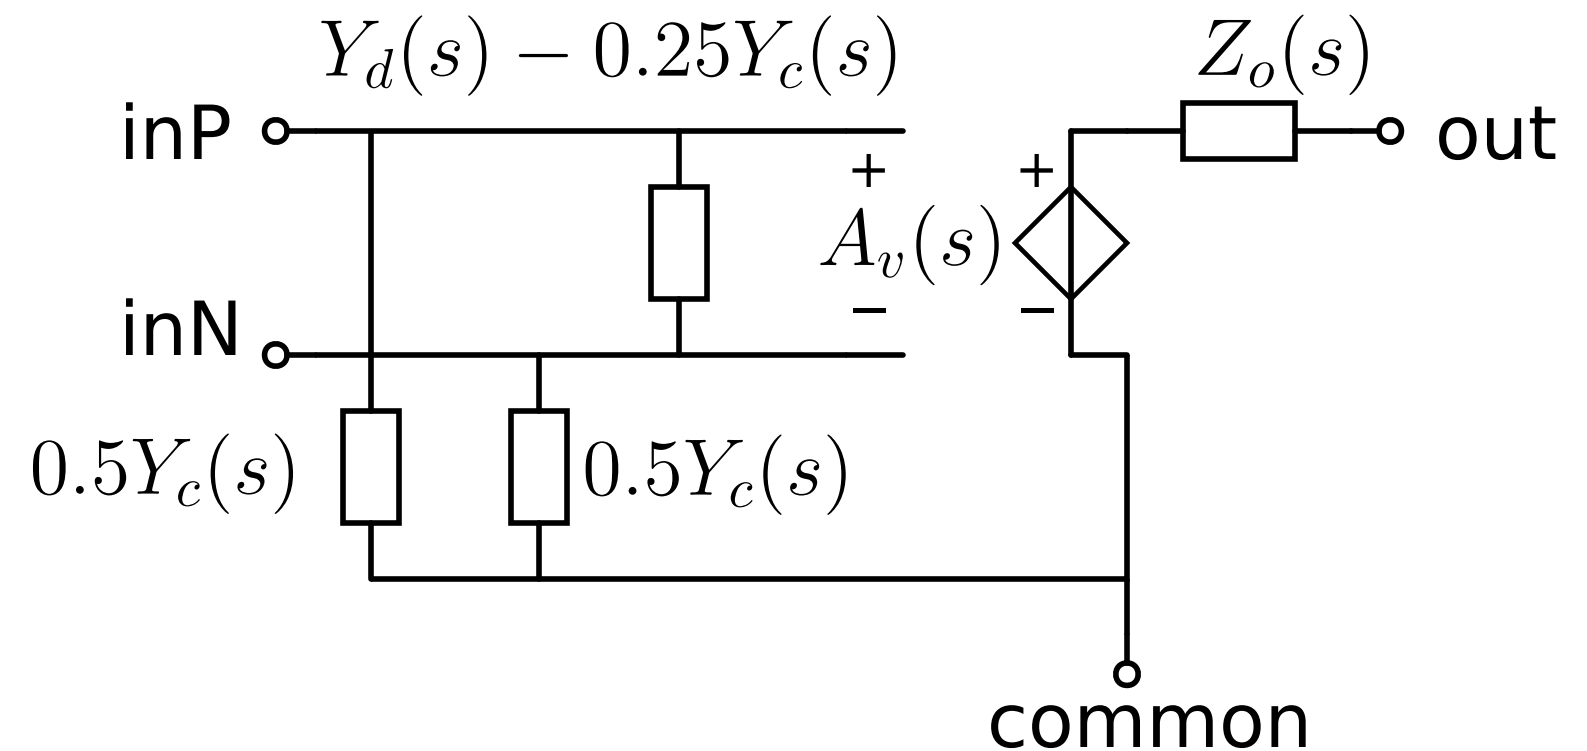 Y_d(s) − 0.25Y_c(s)
Z_o(s)
inP
out
+
+
A_v(s)
−
−
inN
0.5Y_c(s)
0.5Y_c(s)
common